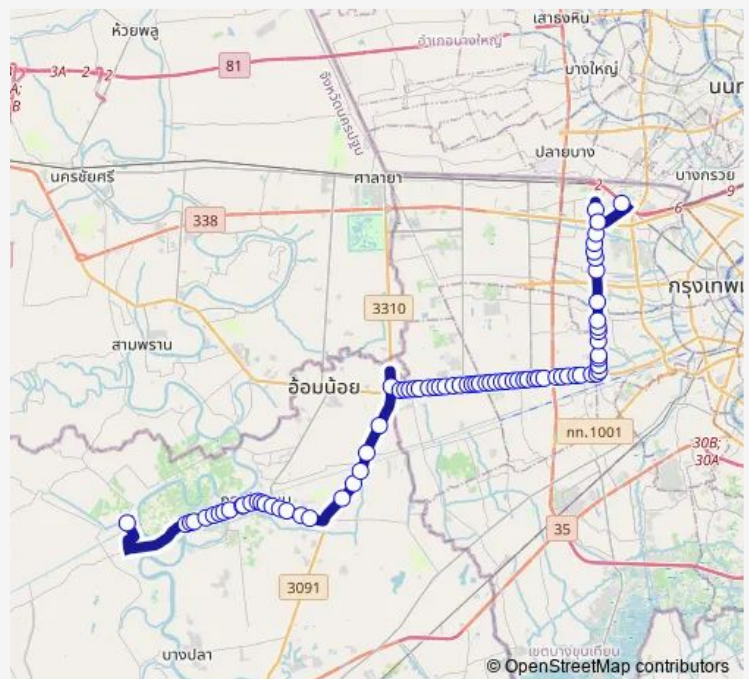 ห้วยพลู
เสาธงหิน
อำเภอบางใหญ่
81
3A
2
2
บางใหญ่
A;
B
จังหวัดนครปฐม
นนท
ปลายบาง
นครชัยศรี
ศาลายา
บางกรวย
2
6
9
338
3310
กรุงเทพม
สามพราน
อ้อมน้อย
กท.1001
30B;
30A
35
3091
บางปลา
เขตบางขุนเทียน
© OpenStreetMap contributors